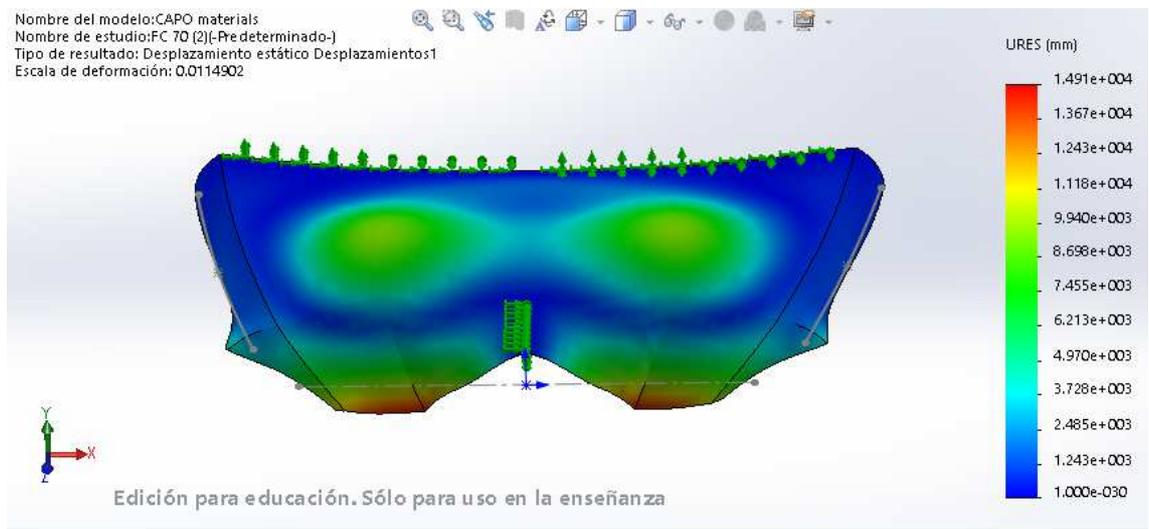 Nombre del modelo:CAPO materials
Nombre de estudio:FC 70 (2)(-Predeterminado-)
Tipo de resultado: Desplazamiento estático Desplazamientos1
Escala de deformación: 0.0114902
URES (mm)
1.491e+004
1.367e+004
1.243e+004
1.118e+004
9.940e+003
8.698e+003
7.455e+003
6.213e+003
4.970e+003
3.728e+003
2.485e+003
1.243e+003
1.000e-030
Y
X
Z
Edición para educación. Sólo para uso en la enseñanza